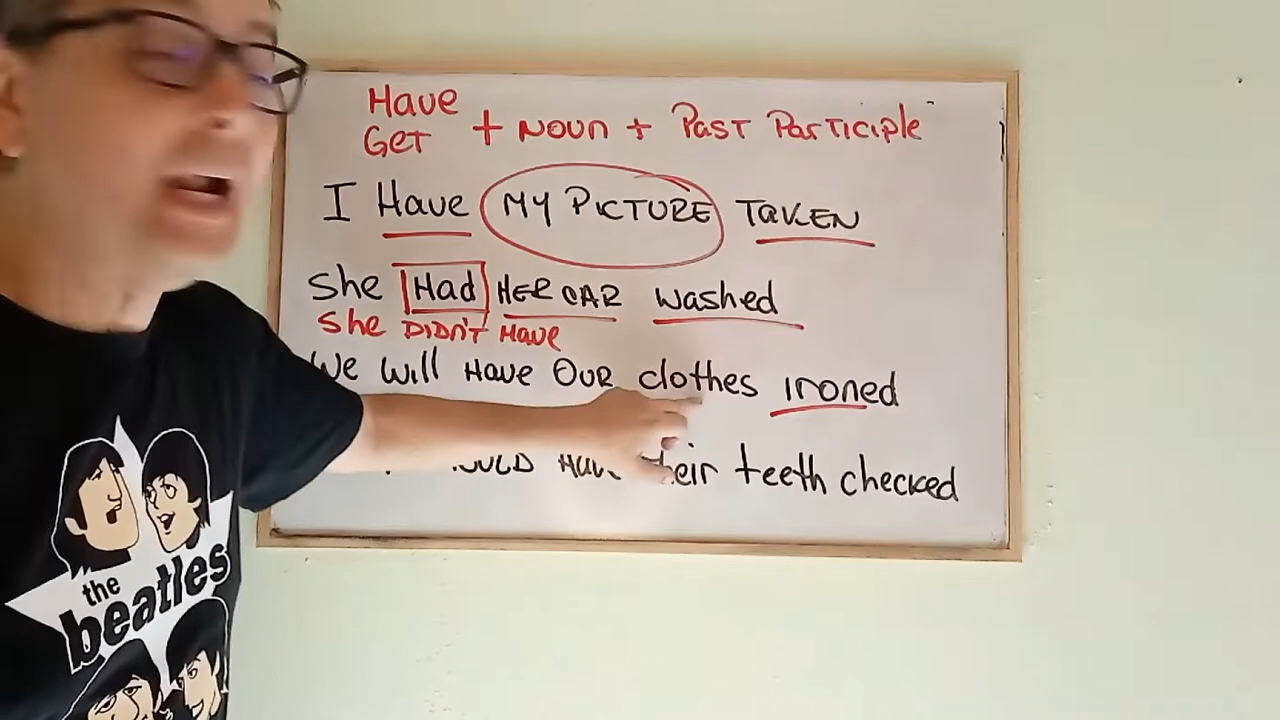 Have
Get + Noun + Past Participle
I Have MY PICTURE TAKEN
She Had HER CAR washed
She DIDN'T HAVE
We will HAVE OUR clothes ironed
their teeth checked
the
beatles